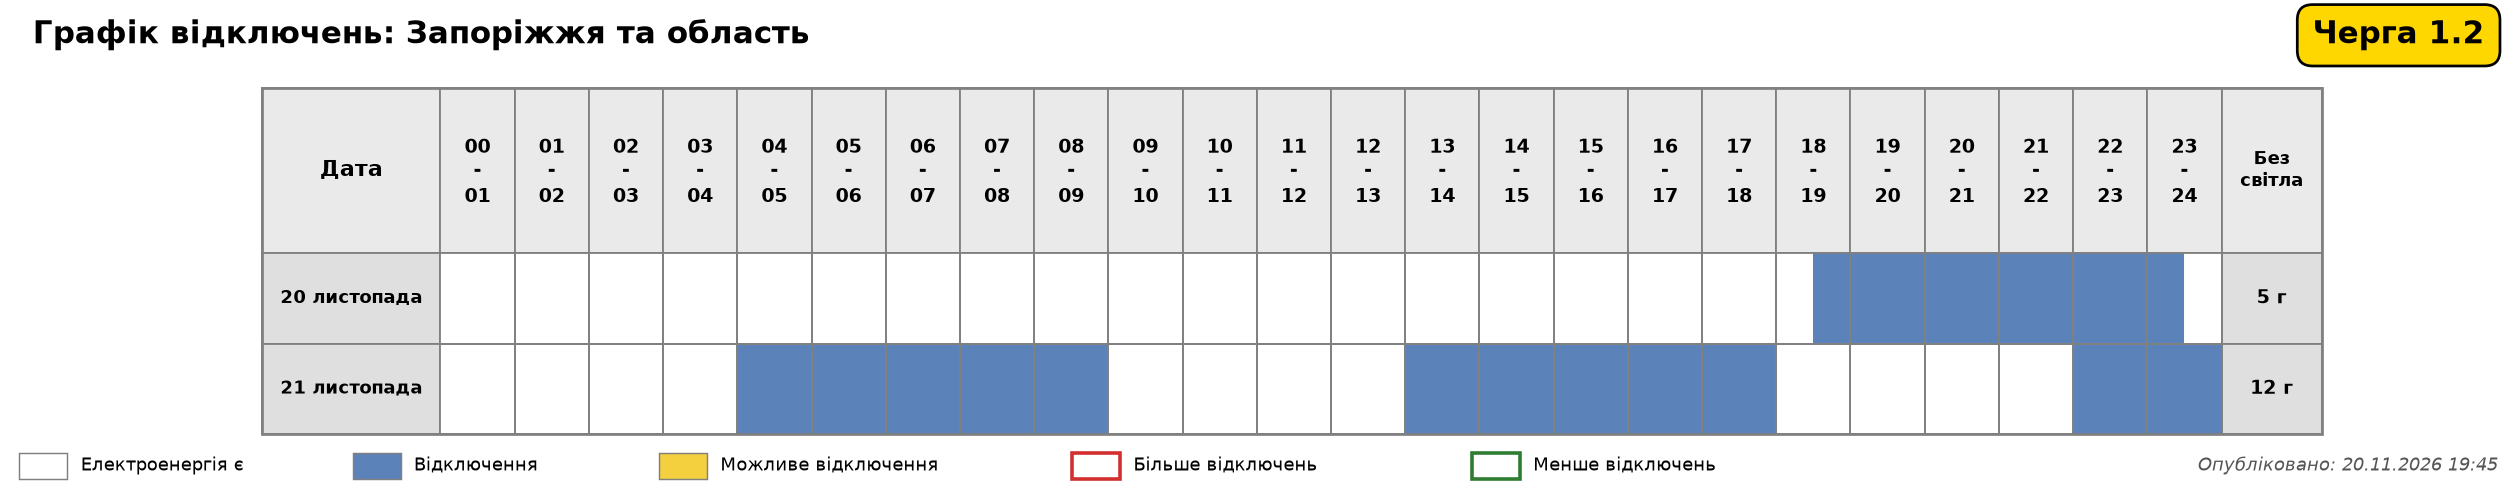 Графік відключень: Запоріжжя та область
Черга 1.2
Дата 00 - 01 01 - 02 02 - 03 03 - 04 04 - 05 05 - 06 06 - 07 07 - 08 08 - 09 09 - 10 10 - 11 11 - 12 12 - 13 13 - 14 14 - 15 15 - 16 16 - 17 17 - 18 18 - 19 19 - 20 20 - 21 21 - 22 22 - 23 23 - 24 Без світла
20 листопада 5 г
21 листопада 12 г
Електроенергія є Відключення Можливе відключення Більше відключень Менше відключень
Опубліковано: 20.11.2026 19:45